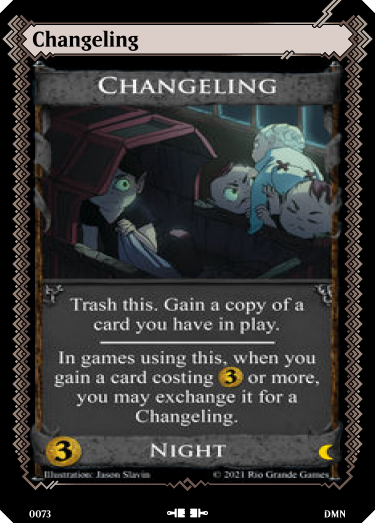 Changeling
CHANGELING
Trash this. Gain a copy of a
card you have in play.
In games using this, when you
gain a card costing 3 or more,
you may exchange it for a
Changeling.
3
NIGHT
Illustration: Jason Slavin
© 2021 Rio Grande Games
0073
DMN